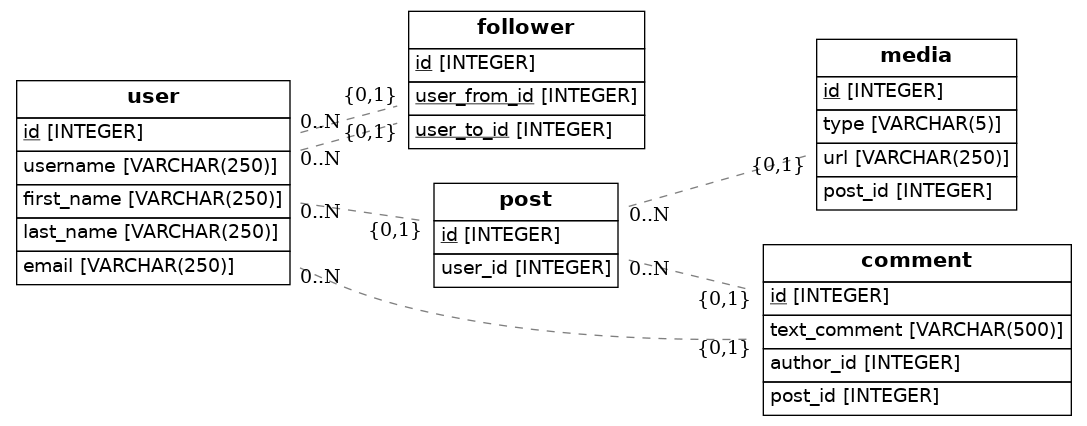 follower
id [INTEGER]
user_from_id [INTEGER]
user_to_id [INTEGER]
user
id [INTEGER]
username [VARCHAR(250)]
first_name [VARCHAR(250)]
last_name [VARCHAR(250)]
email [VARCHAR(250)]
media
id [INTEGER]
type [VARCHAR(5)]
url [VARCHAR(250)]
post_id [INTEGER]
post
id [INTEGER]
user_id [INTEGER]
comment
id [INTEGER]
text_comment [VARCHAR(500)]
author_id [INTEGER]
post_id [INTEGER]
{0,1}
0..N
{0,1}
0..N
0..N
{0,1}
0..N
{0,1}
{0,1}
0..N
0..N
{0,1}